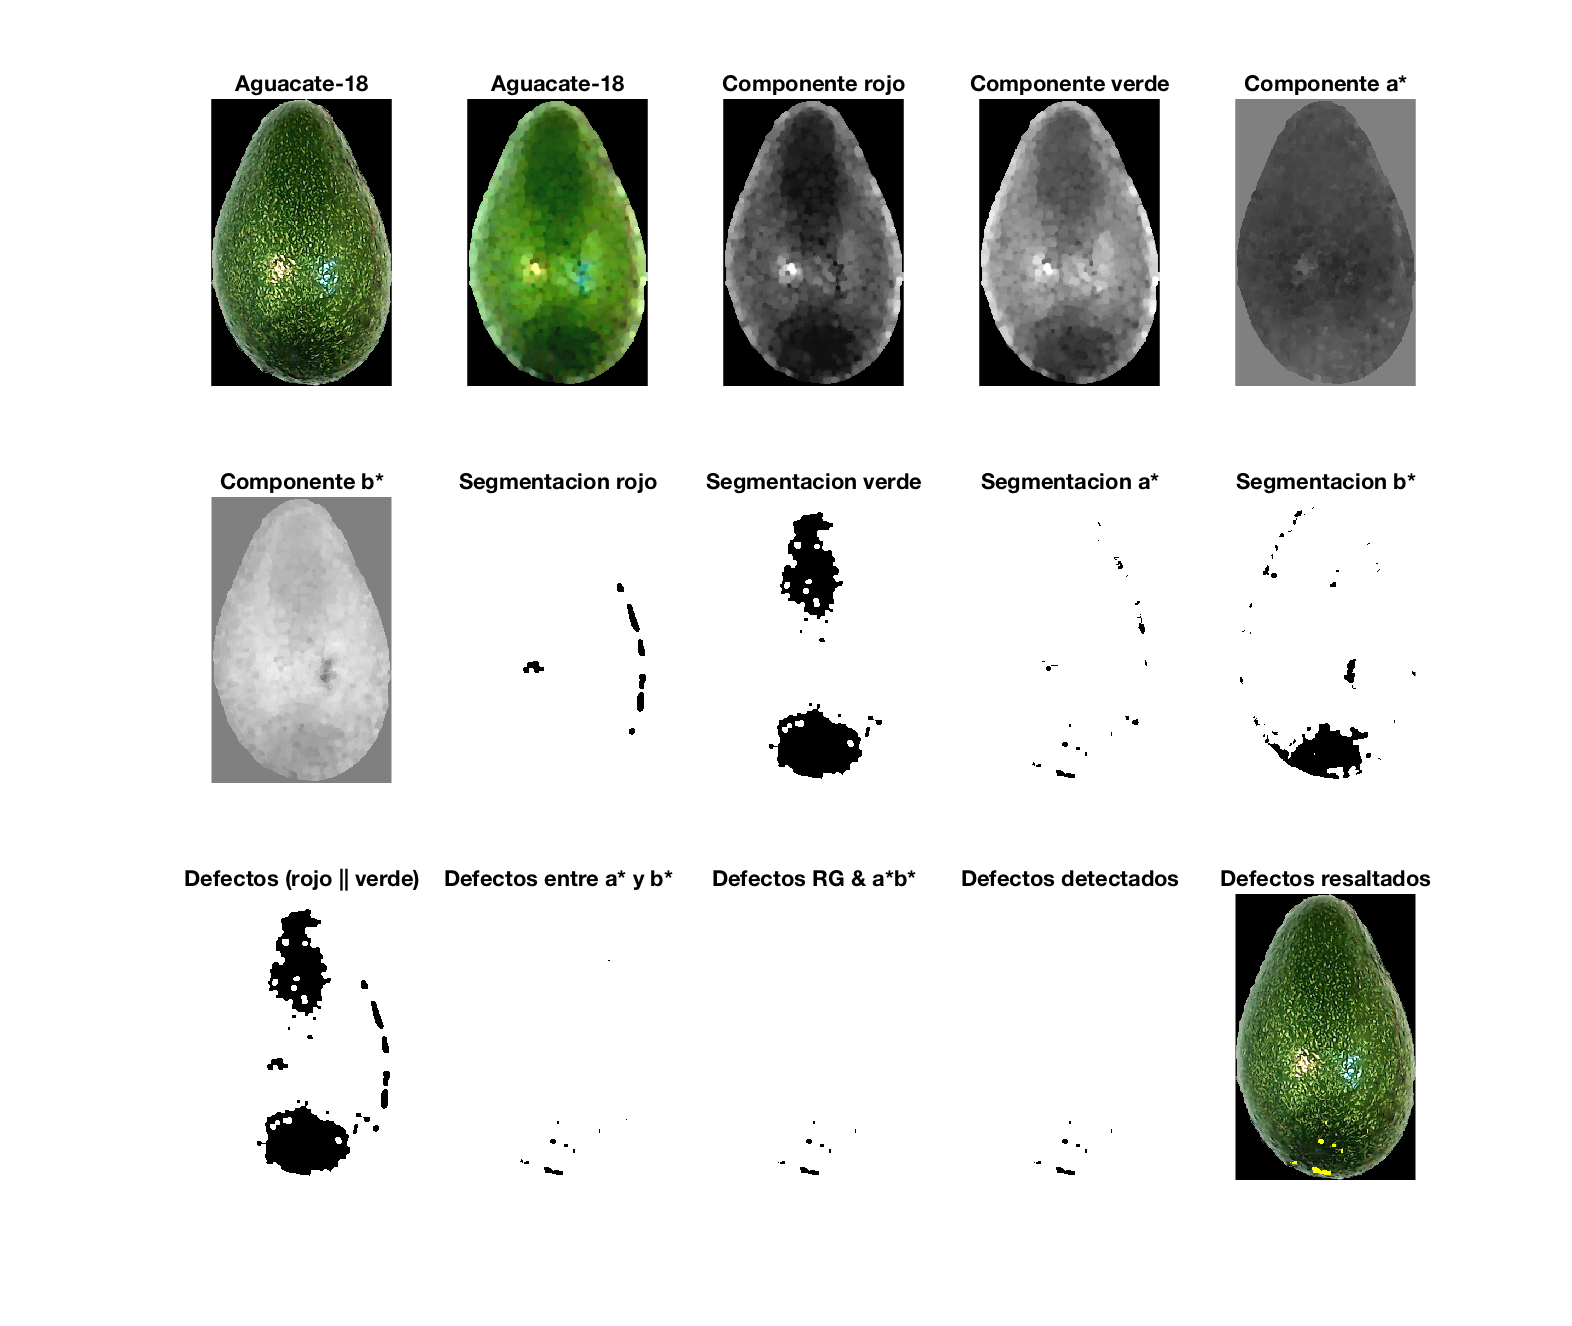 Aguacate-18
Aguacate-18
Componente rojo
Componente verde
Componente a*
Componente b*
Segmentacion rojo
Segmentacion verde
Segmentacion a*
Segmentacion b*
Defectos (rojo || verde)
Defectos entre a* y b*
Defectos RG & a*b*
Defectos detectados
Defectos resaltados